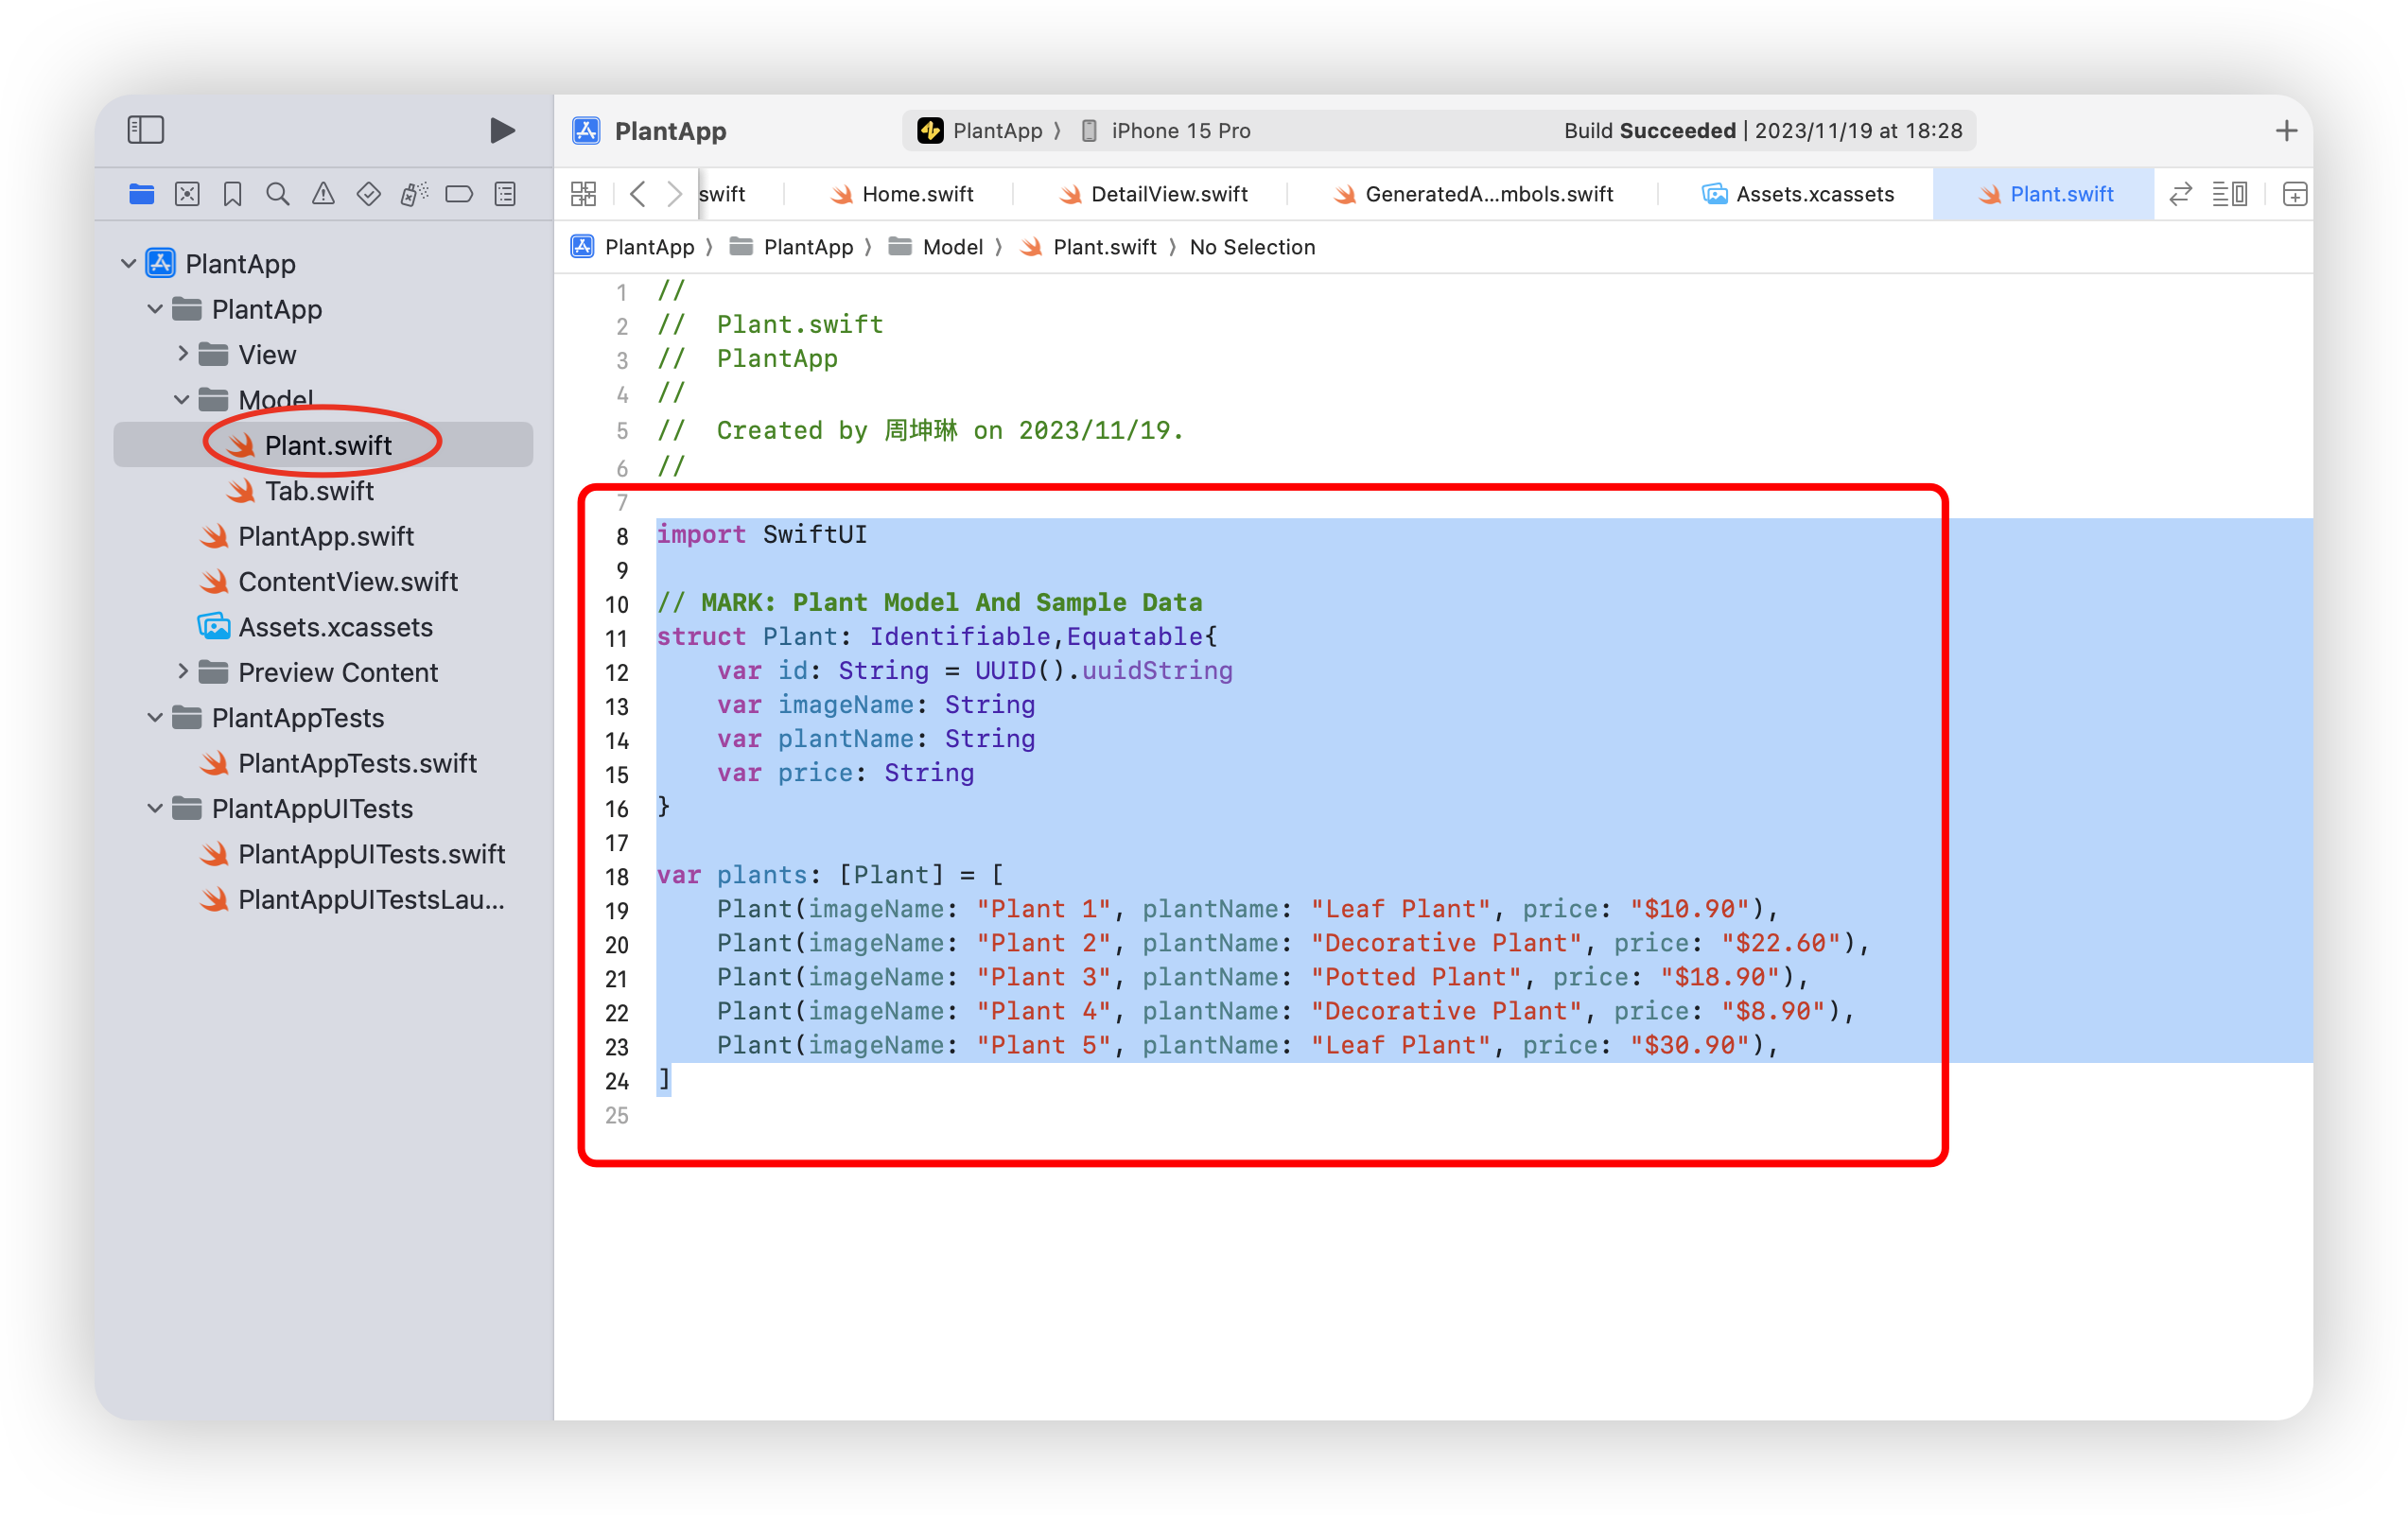 PlantApp
PlantApp 〉 iPhone 15 Pro
Build Succeeded | 2023/11/19 at 18:28
swift
Home.swift
DetailView.swift
GeneratedA...mbols.swift
Assets.xcassets
Plant.swift
PlantApp 〉 PlantApp 〉 Model 〉 Plant.swift 〉 No Selection
PlantApp
PlantApp
View
Model
Plant.swift
Tab.swift
PlantApp.swift
ContentView.swift
Assets.xcassets
Preview Content
PlantAppTests
PlantAppTests.swift
PlantAppUITests
PlantAppUITests.swift
PlantAppUITestsLau...
1 //
2 //  Plant.swift
3 //  PlantApp
4 //
5 //  Created by 周坤琳 on 2023/11/19.
6 //
7
8 import SwiftUI
9
10 // MARK: Plant Model And Sample Data
11 struct Plant: Identifiable,Equatable{
12     var id: String = UUID().uuidString
13     var imageName: String
14     var plantName: String
15     var price: String
16 }
17
18 var plants: [Plant] = [
19     Plant(imageName: "Plant 1", plantName: "Leaf Plant", price: "$10.90"),
20     Plant(imageName: "Plant 2", plantName: "Decorative Plant", price: "$22.60"),
21     Plant(imageName: "Plant 3", plantName: "Potted Plant", price: "$18.90"),
22     Plant(imageName: "Plant 4", plantName: "Decorative Plant", price: "$8.90"),
23     Plant(imageName: "Plant 5", plantName: "Leaf Plant", price: "$30.90"),
24 ]
25